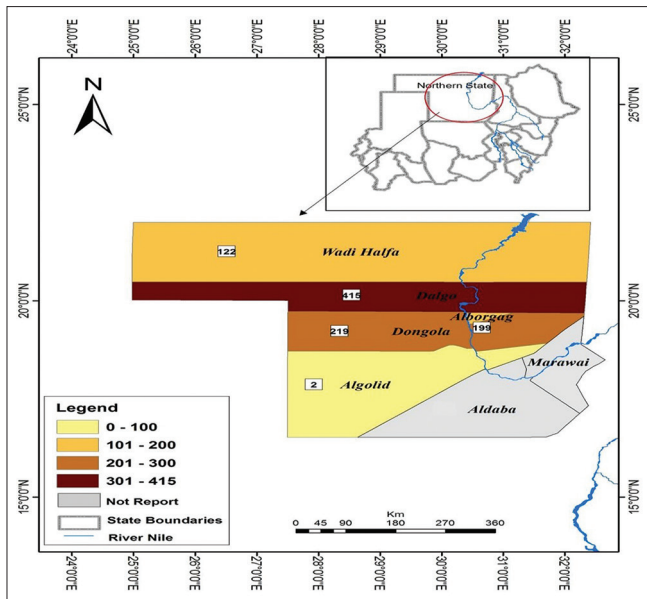 24°0'0"E 25°0'0"E 26°0'0"E 27°0'0"E 28°0'0"E 29°0'0"E 30°0'0"E 31°0'0"E 32°0'0"E
N
Northern State
25°0'0"N
25°0'0"N
122
Wadi Halfa
20°0'0"N
415
Dalgo
20°0'0"N
Alborgag
219
Dongola
199
Marawai
2
Algolid
Aldaba
Legend
0 - 100
101 - 200
201 - 300
301 - 415
Not Report
State Boundaries
River Nile
15°0'0"N
15°0'0"N
Km
0 45 90 180 270 360
24°0'0"E 25°0'0"E 26°0'0"E 27°0'0"E 28°0'0"E 29°0'0"E 30°0'0"E 31°0'0"E 32°0'0"E